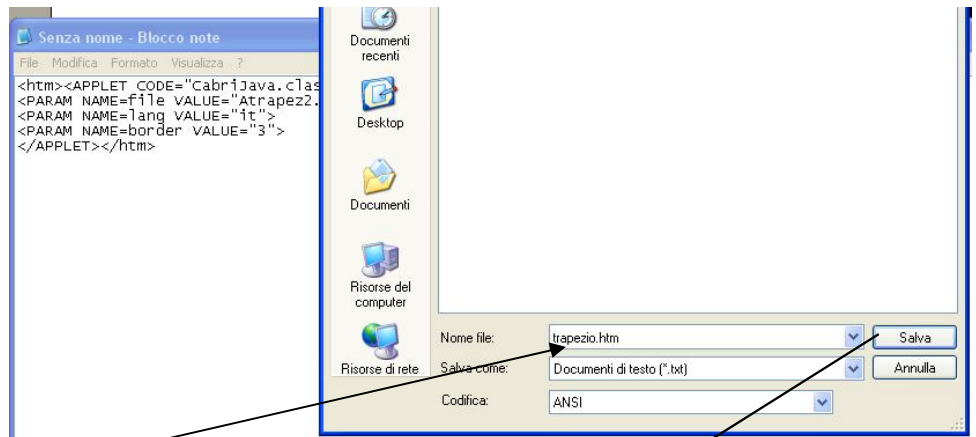 Senza nome - Blocco note
File Modifica Formato Visualizza ?
<htm><APPLET CODE="CabriJava.clas
<PARAM NAME=file VALUE="Atrapez2.
<PARAM NAME=lang VALUE="it">
<PARAM NAME=border VALUE="3">
</APPLET></htm>
Documenti
recenti
Desktop
Documenti
Risorse del
computer
Risorse di rete
Nome file:
trapezio.htm
Salva
Salva come:
Documenti di testo (*.txt)
Annulla
Codifica:
ANSI